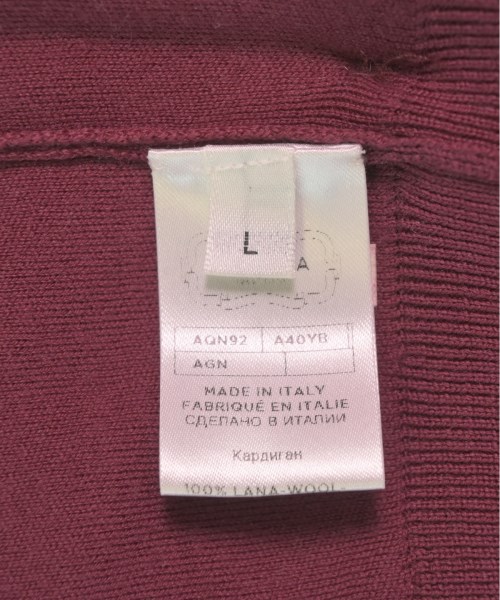 L
A
AQN92 A40YB
AGN
MADE IN ITALY
FABRIQUÉ EN ITALIE
СДЕЛАНО В ИТАЛИИ
Кардиган
100% LANA-WOOL-